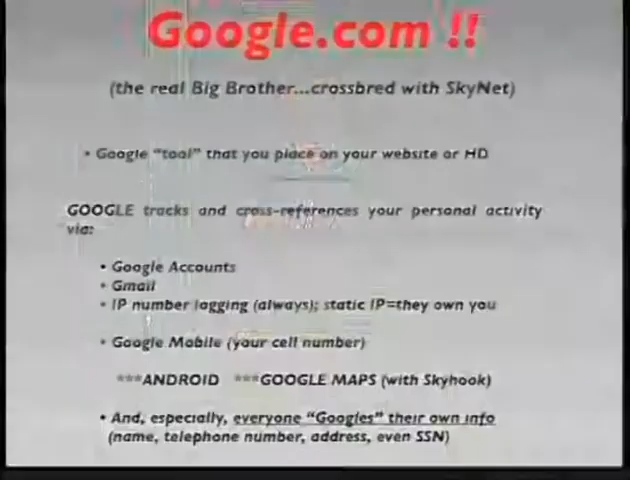 Google.com !!
(the real Big Brother...crossbred with SkyNet)
• Google "tool" that you place on your website or HD
GOOGLE tracks and cross-references your personal activity
via:
• Google Accounts
• Gmail
• IP number logging (always); static IP=they own you
• Google Mobile (your cell number)
***ANDROID ***GOOGLE MAPS (with Skyhook)
• And, especially, everyone "Googles" their own info
(name, telephone number, address, even SSN)